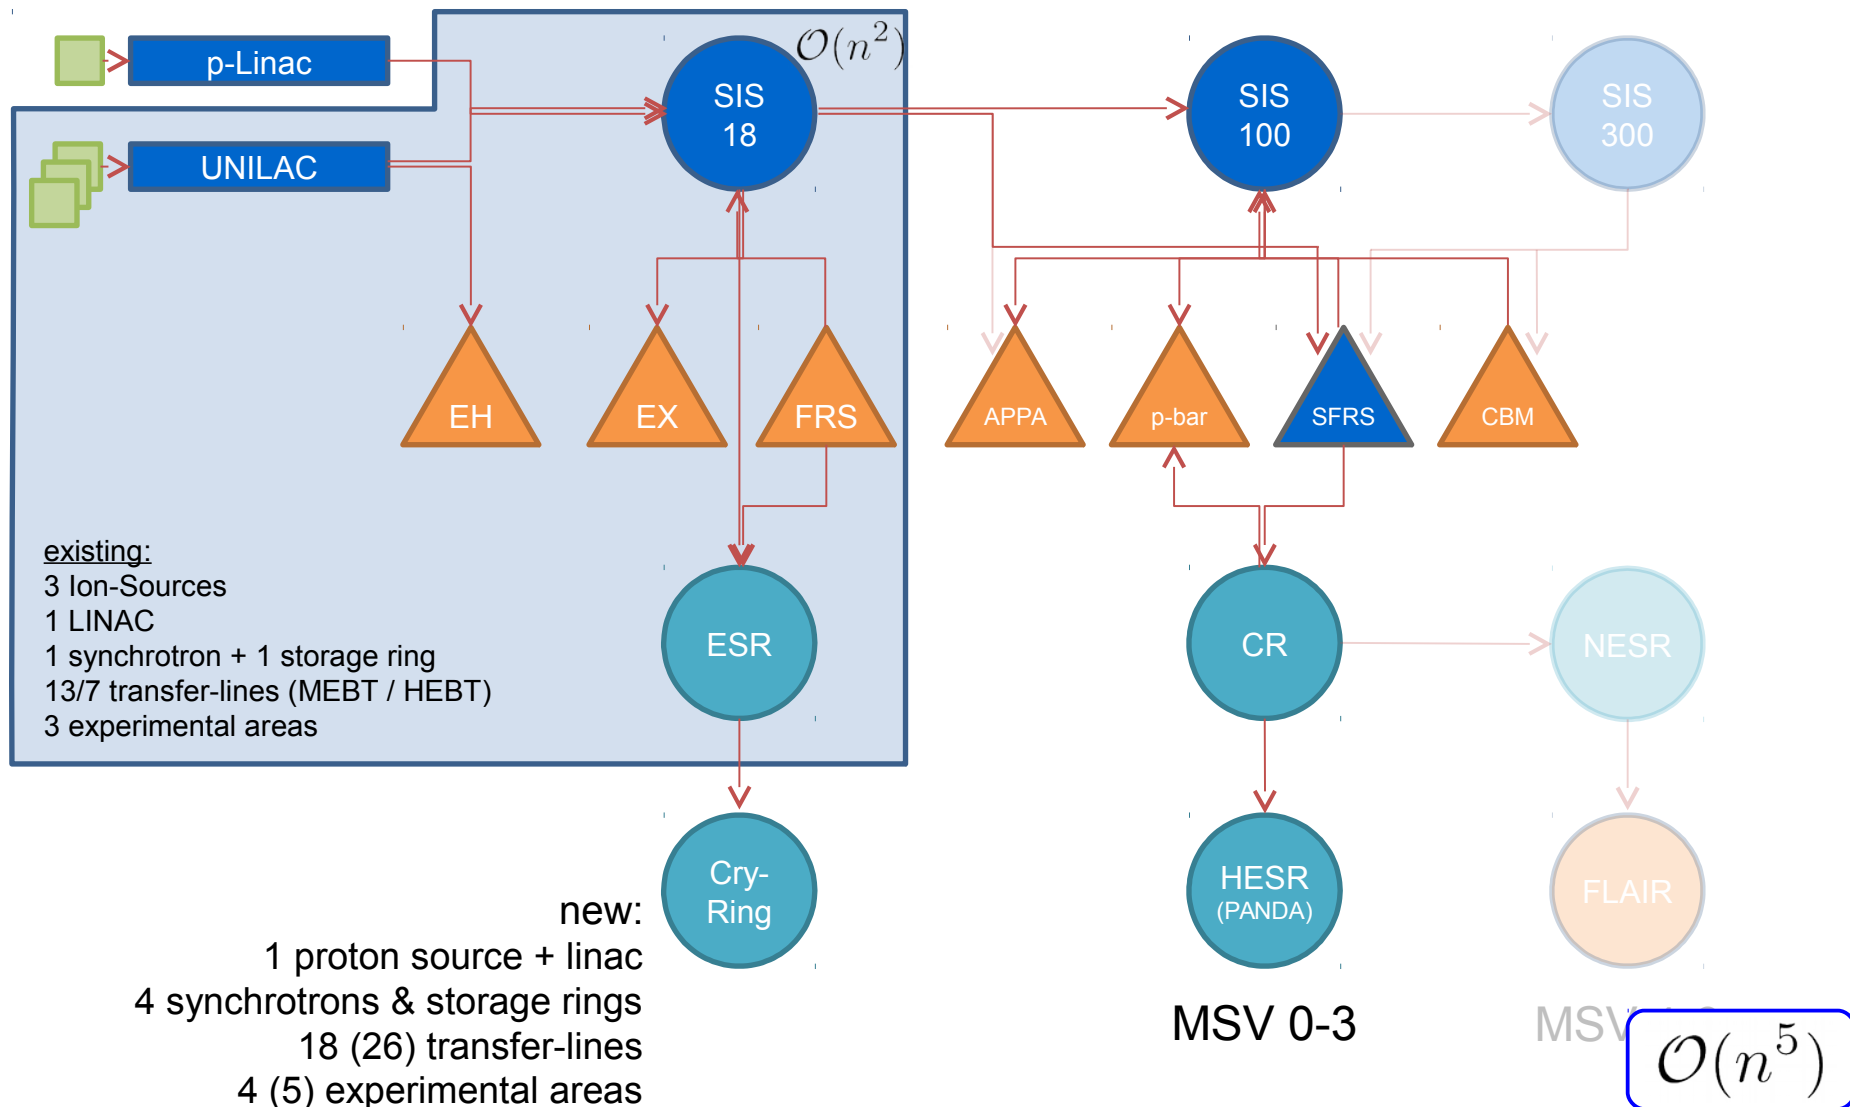 p-Linac
UNILAC
SIS
18
𝒪(n²)
SIS
100
SIS
300
EH
EX
FRS
APPA
p-bar
SFRS
CBM
existing:
3 Ion-Sources
1 LINAC
1 synchrotron + 1 storage ring
13/7 transfer-lines (MEBT / HEBT)
3 experimental areas
ESR
CR
NESR
Cry-
Ring
HESR
(PANDA)
FLAIR
new:
1 proton source + linac
4 synchrotrons & storage rings
18 (26) transfer-lines
4 (5) experimental areas
MSV 0-3
MSV
𝒪(n⁵)